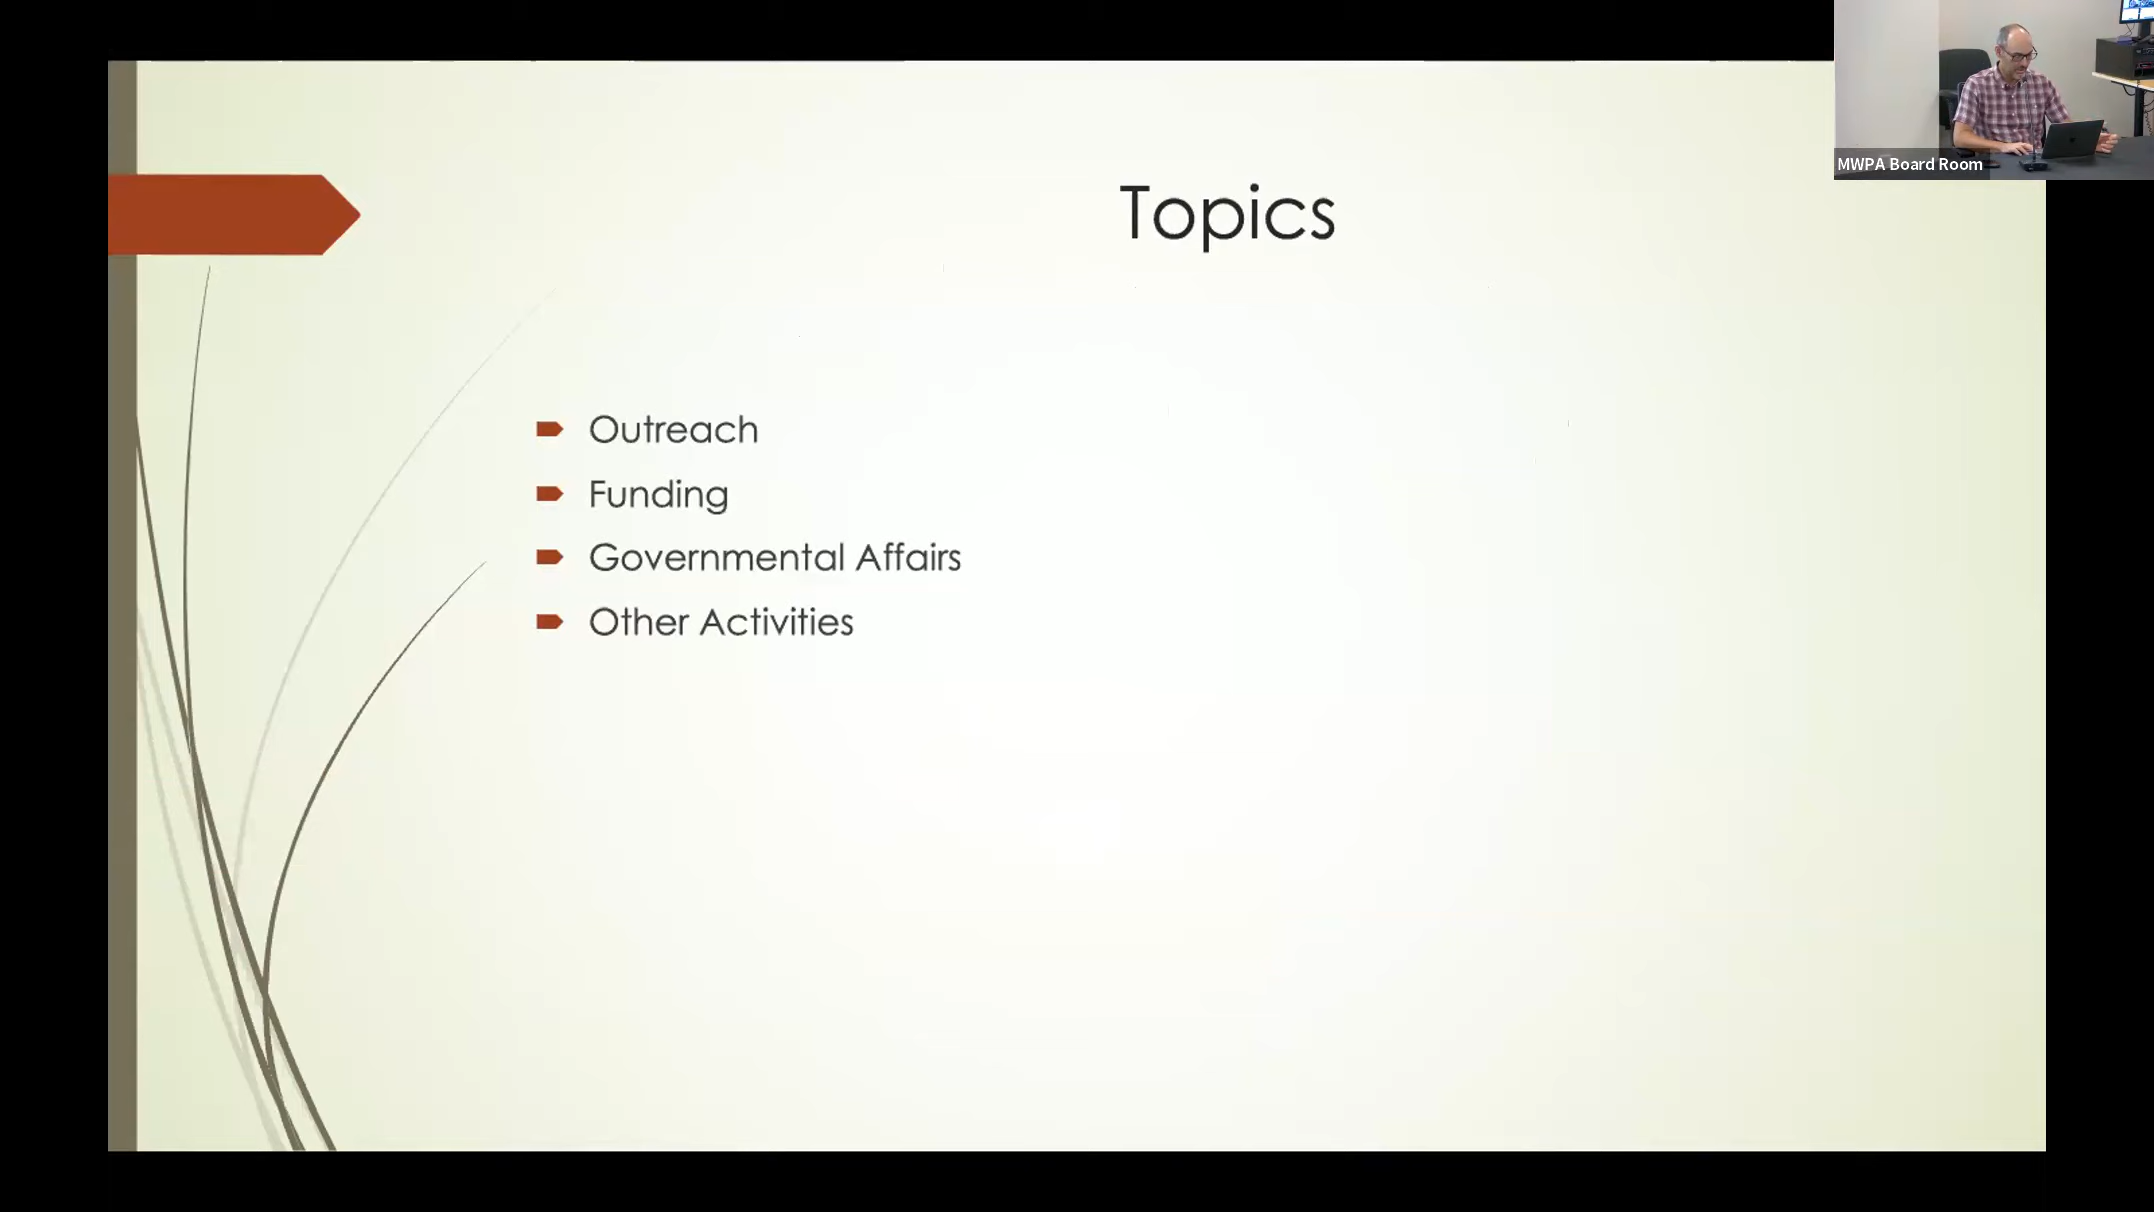 MWPA Board Room
Topics
Outreach
Funding
Governmental Affairs
Other Activities